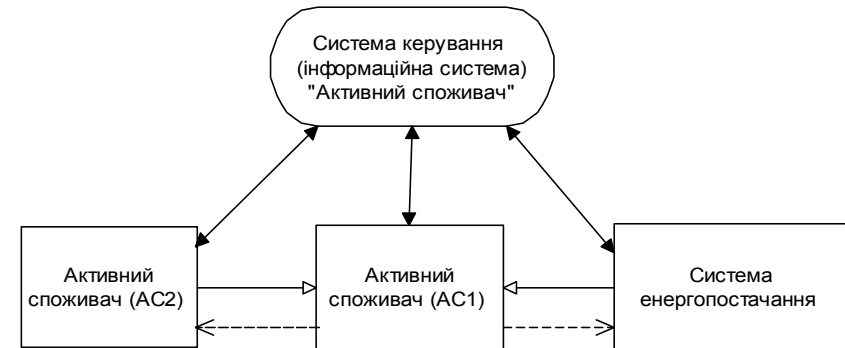 Система керування
(інформаційна система)
"Активний споживач"
Активний
споживач (АС2)
Активний
споживач (АС1)
Система
енергопостачання